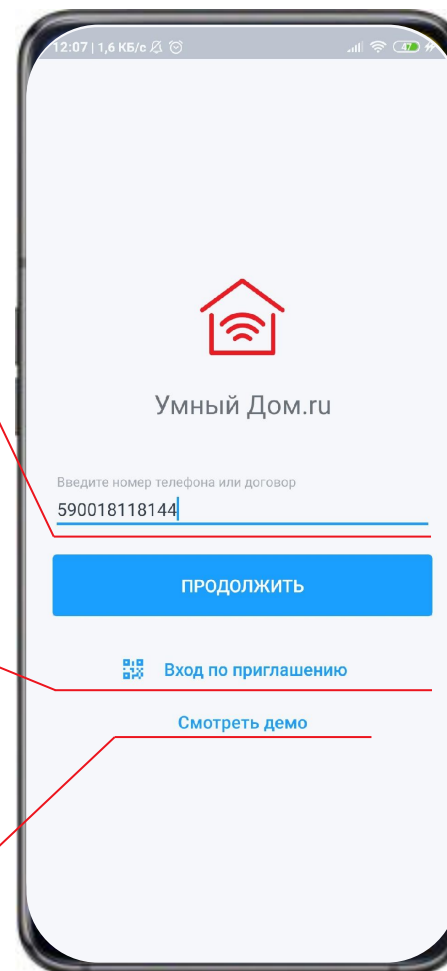 12:07 | 1,6 КБ/с
47
Умный Дом.ru
Введите номер телефона или договор
590018118144
ПРОДОЛЖИТЬ
Вход по приглашению
Смотреть демо